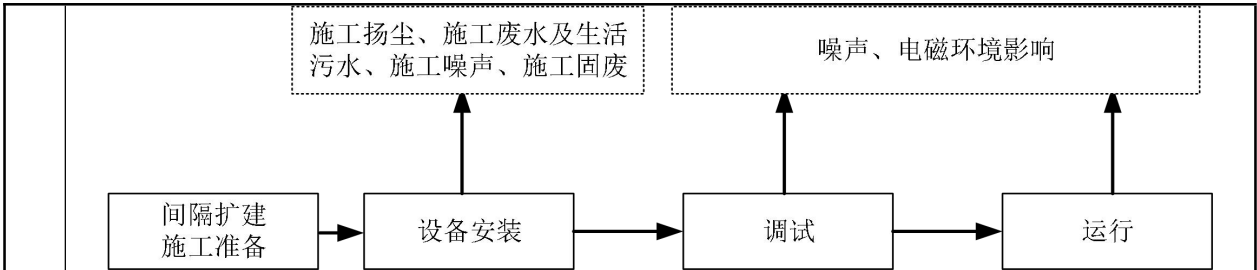 施工扬尘、施工废水及生活
污水、施工噪声、施工固废
噪声、电磁环境影响
间隔扩建
施工准备
设备安装
调试
运行